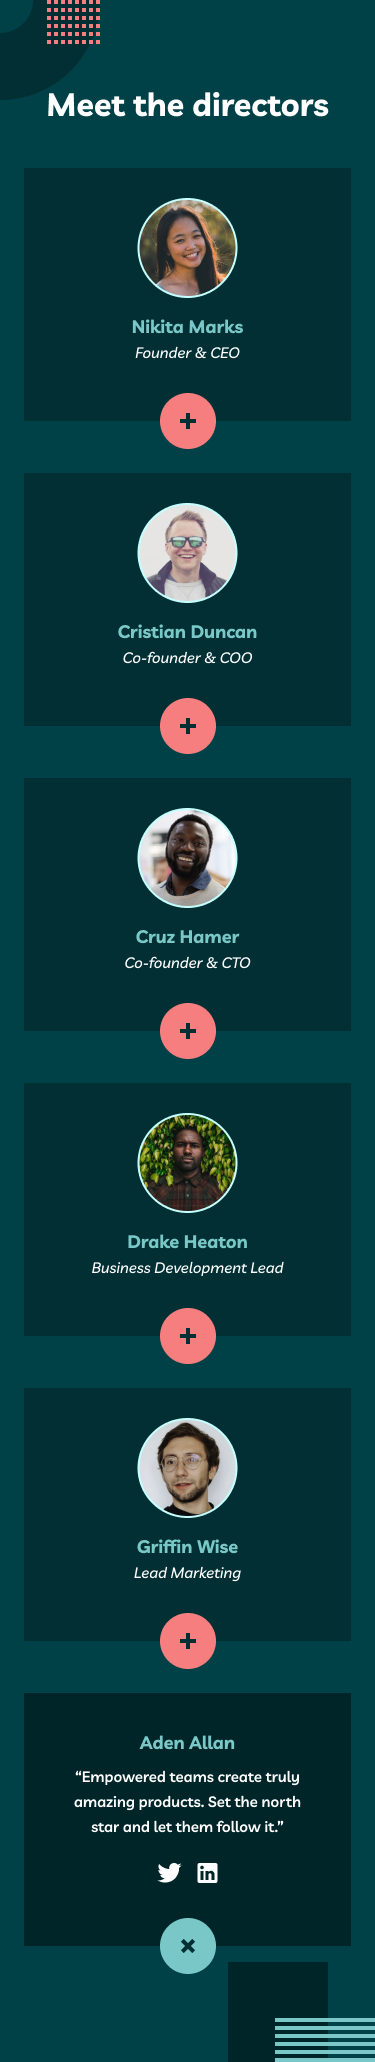 Meet the directors
Nikita Marks
Founder & CEO
Cristian Duncan
Co-founder & COO
Cruz Hamer
Co-founder & CTO
Drake Heaton
Business Development Lead
Griffin Wise
Lead Marketing
Aden Allan
“Empowered teams create truly
amazing products. Set the north
star and let them follow it.”